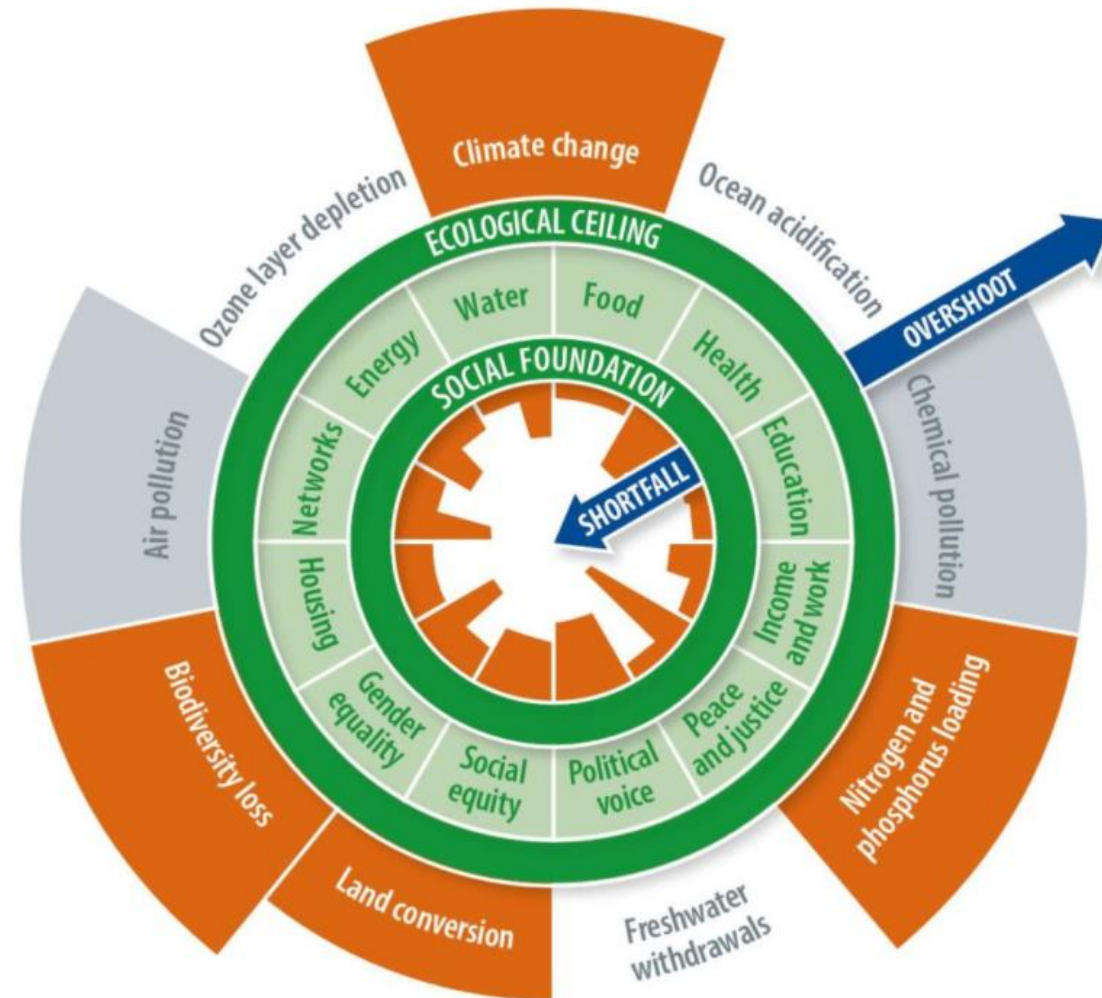 Climate change
Ocean acidification
OVERSHOOT
Chemical pollution
Nitrogen and
phosphorus loading
Freshwater
withdrawals
Land conversion
Biodiversity loss
Air pollution
Ozone layer depletion
ECOLOGICAL CEILING
Water
Food
Health
Education
Income
and work
Peace
and justice
Political
voice
Social
equity
Gender
equality
Housing
Networks
Energy
SOCIAL FOUNDATION
SHORTFALL